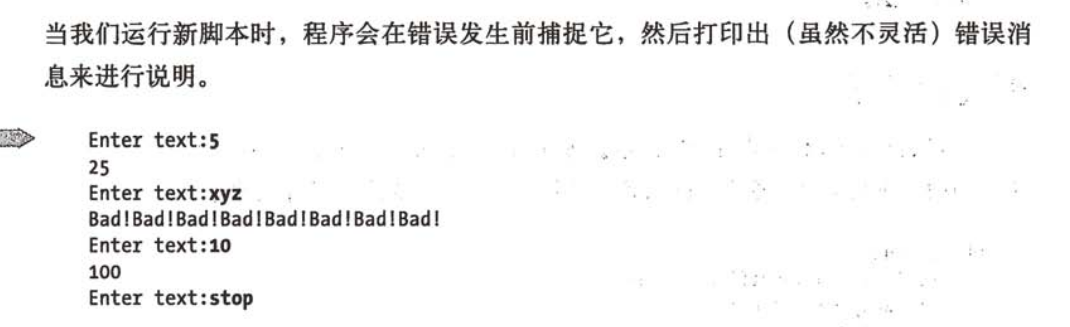 当我们运行新脚本时，程序会在错误发生前捕捉它，然后打印出（虽然不灵活）错误消
息来进行说明。
Enter text:5
25
Enter text:xyz
Bad!Bad!Bad!Bad!Bad!Bad!Bad!Bad!
Enter text:10
100
Enter text:stop